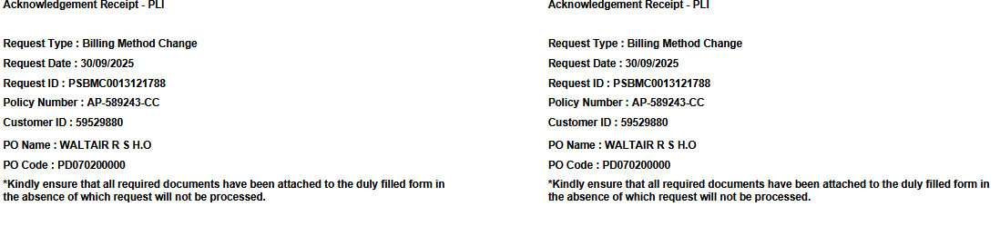 Acknowledgement Receipt - PLI
Request Type : Billing Method Change
Request Date : 30/09/2025
Request ID : PSBMC0013121788
Policy Number : AP-589243-CC
Customer ID : 59529880
PO Name : WALTAIR R S H.O
PO Code : PD070200000
*Kindly ensure that all required documents have been attached to the duly filled form in
the absence of which request will not be processed.
Acknowledgement Receipt - PLI
Request Type : Billing Method Change
Request Date : 30/09/2025
Request ID : PSBMC0013121788
Policy Number : AP-589243-CC
Customer ID : 59529880
PO Name : WALTAIR R S H.O
PO Code : PD070200000
*Kindly ensure that all required documents have been attached to the duly filled form in
the absence of which request will not be processed.